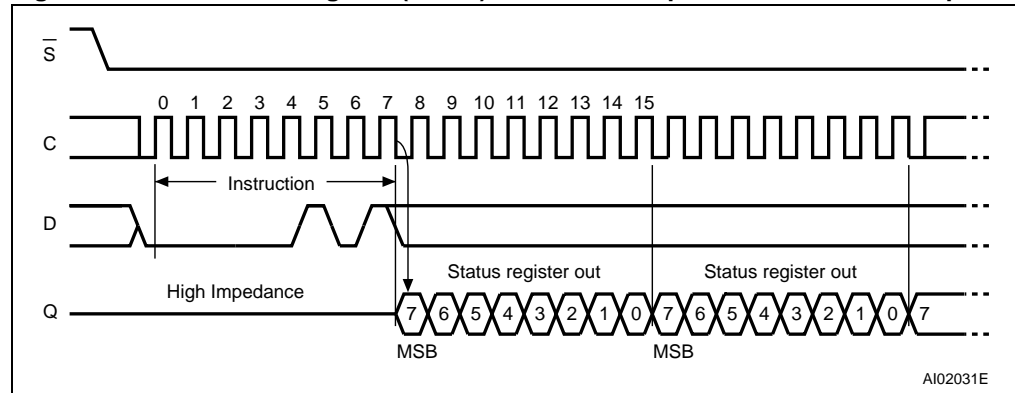 S
0 1 2 3 4 5 6 7 8 9 10 11 12 13 14 15
C
Instruction
D
Status register out Status register out
High Impedance
Q 7 6 5 4 3 2 1 0 7 6 5 4 3 2 1 0 7
MSB MSB
AI02031E